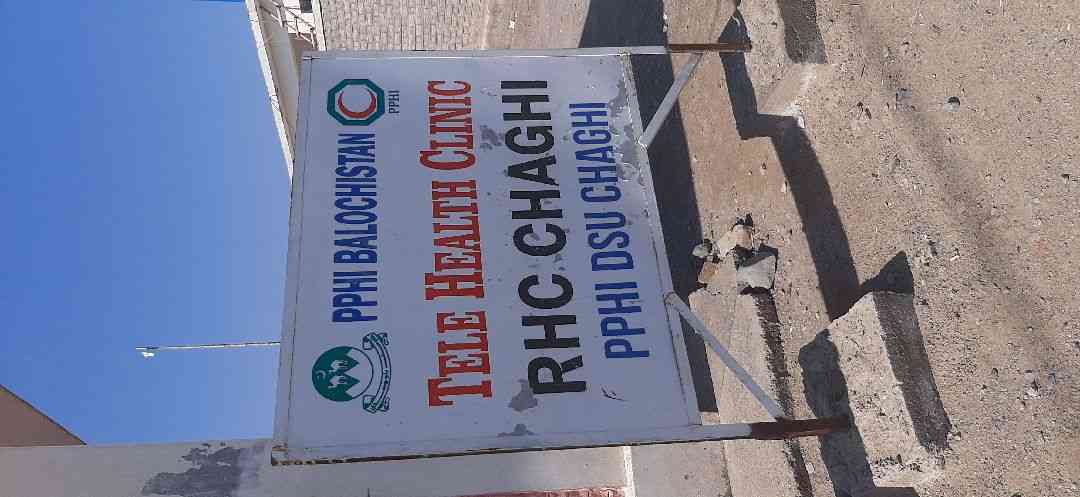 PPHI BALOCHISTAN
PPHI
TELE HEALTH CLINIC
RHC CHAGHI
PPHI DSU CHAGHI